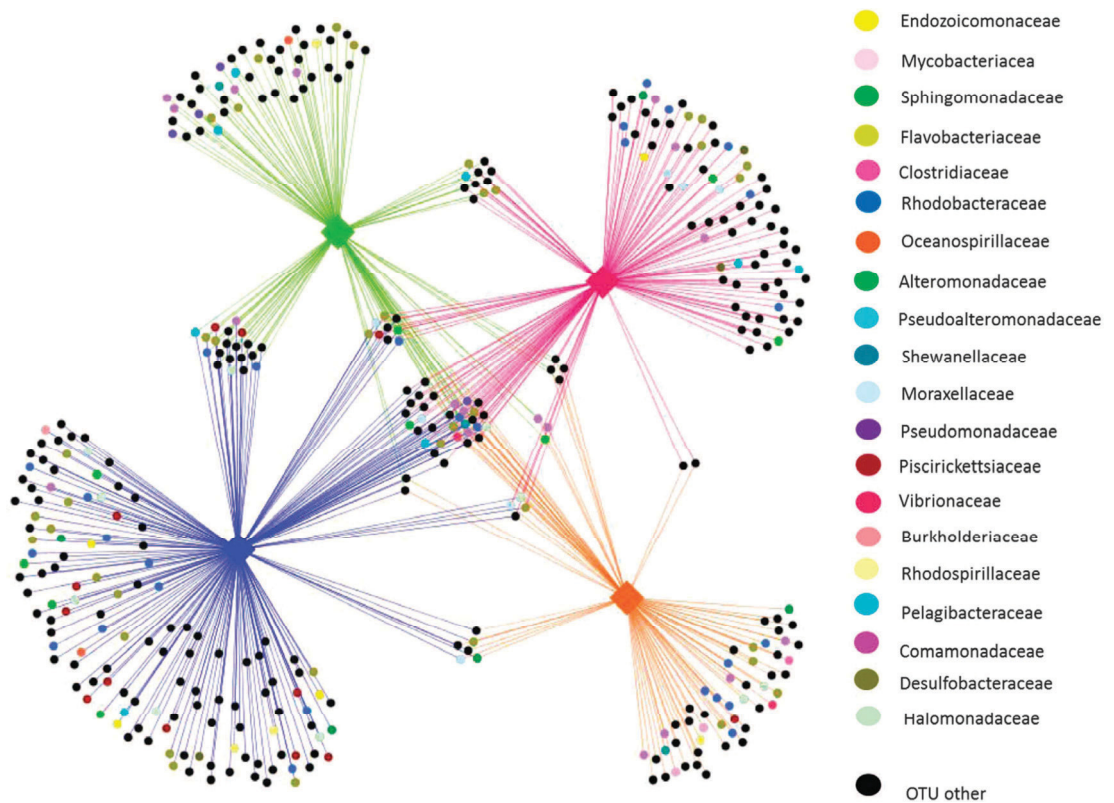 Endozoicomonaceae
Mycobacteriacea
Sphingomonadaceae
Flavobacteriaceae
Clostridiaceae
Rhodobacteraceae
Oceanospirillaceae
Alteromonadaceae
Pseudoalteromonadaceae
Shewanellaceae
Moraxellaceae
Pseudomonadaceae
Piscirickettsiaceae
Vibrionaceae
Burkholderiaceae
Rhodospirillaceae
Pelagibacteraceae
Comamonadaceae
Desulfobacteraceae
Halomonadaceae
OTU other